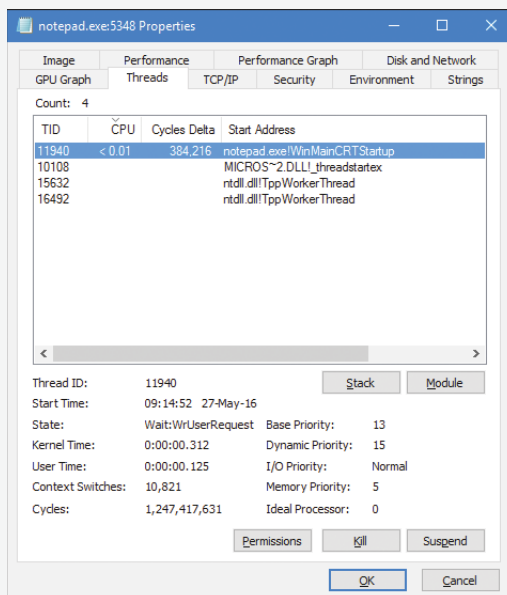 notepad.exe:5348 Properties
Image Performance Performance Graph Disk and Network
GPU Graph Threads TCP/IP Security Environment Strings
Count: 4
TID CPU Cycles Delta Start Address
11940 < 0.01 384,216 notepad.exe!WinMainCRTStartup
10108 MICROS~2.DLL!_threadstartex
15632 ntdll.dll!TppWorkerThread
16492 ntdll.dll!TppWorkerThread
Thread ID: 11940 Stack Module
Start Time: 09:14:52 27-May-16
State: Wait:WrUserRequest Base Priority: 13
Kernel Time: 0:00:00.312 Dynamic Priority: 15
User Time: 0:00:00.125 I/O Priority: Normal
Context Switches: 10,821 Memory Priority: 5
Cycles: 1,247,417,631 Ideal Processor: 0
Permissions Kill Suspend
OK Cancel